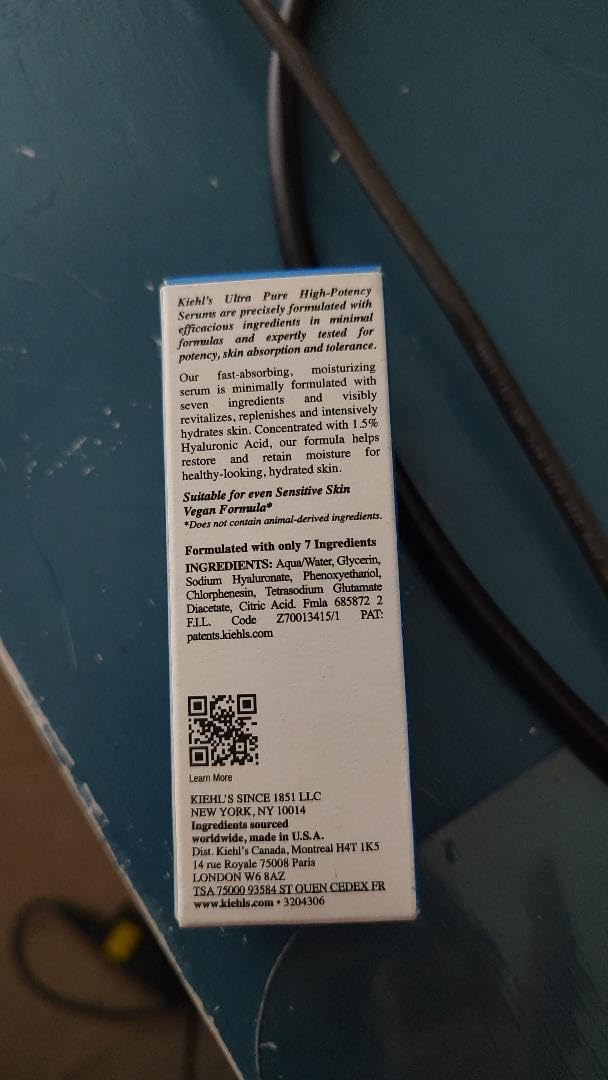 Kiehl's Ultra Pure High-Potency
Serums are precisely formulated with
efficacious ingredients in minimal
formulas and expertly tested for
potency, skin absorption and tolerance.
Our fast-absorbing, moisturizing
serum is minimally formulated with
seven ingredients and visibly
revitalizes, replenishes and intensively
hydrates skin. Concentrated with 1.5%
Hyaluronic Acid, our formula helps
restore and retain moisture for
healthy-looking, hydrated skin.
Suitable for even Sensitive Skin
Vegan Formula*
*Does not contain animal-derived ingredients.
Formulated with only 7 Ingredients
INGREDIENTS: Aqua/Water, Glycerin,
Sodium Hyaluronate, Phenoxyethanol,
Chlorphenesin, Tetrasodium Glutamate
Diacetate, Citric Acid. Fmla 685872 2
F.I.L. Code Z70013415/1 PAT:
patents.kiehls.com
Learn More
KIEHL'S SINCE 1851 LLC
NEW YORK, NY 10014
Ingredients sourced
worldwide, made in U.S.A.
Dist. Kiehl's Canada, Montreal H4T 1K5
14 rue Royale 75008 Paris
LONDON W6 8AZ
TSA 75000 93584 ST OUEN CEDEX FR
www.kiehls.com • 3204306